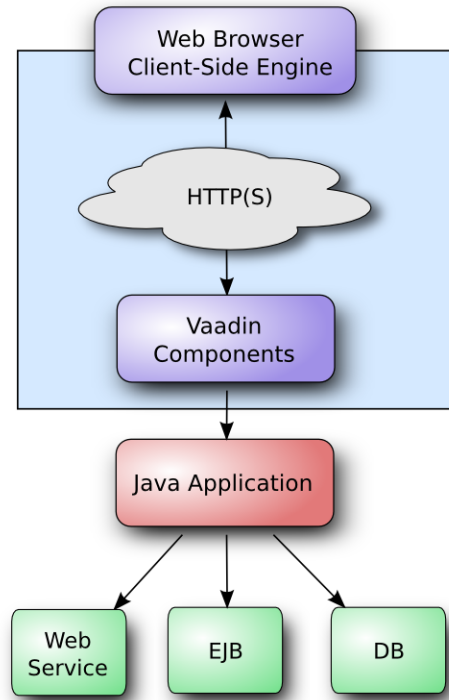 Web Browser
Client-Side Engine
HTTP(S)
Vaadin
Components
Java Application
Web
Service
EJB
DB